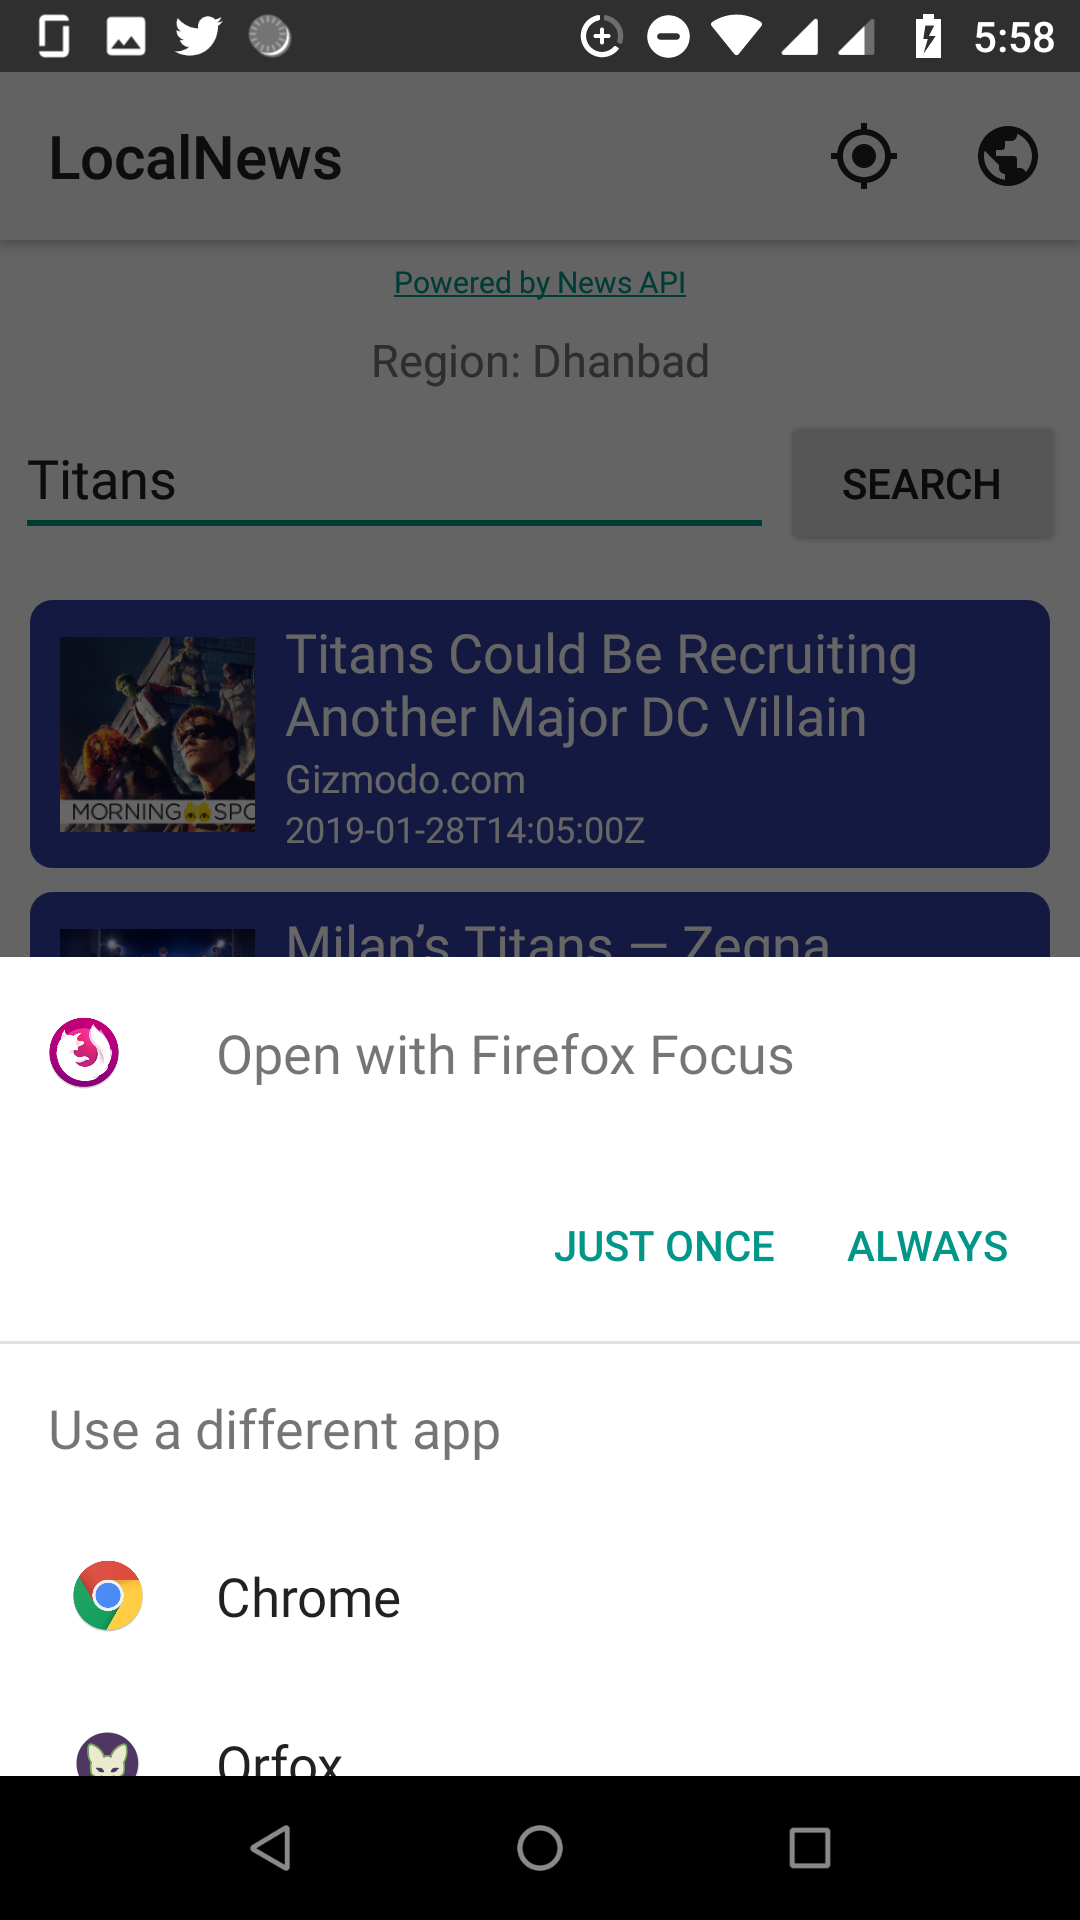 5:58
LocalNews
Powered by News API
Region: Dhanbad
Titans
SEARCH
Titans Could Be Recruiting
Another Major DC Villain
Gizmodo.com
2019-01-28T14:05:00Z
MORNING SPO
Milan’s Titans — Zegna
Open with Firefox Focus
JUST ONCE
ALWAYS
Use a different app
Chrome
Orfox